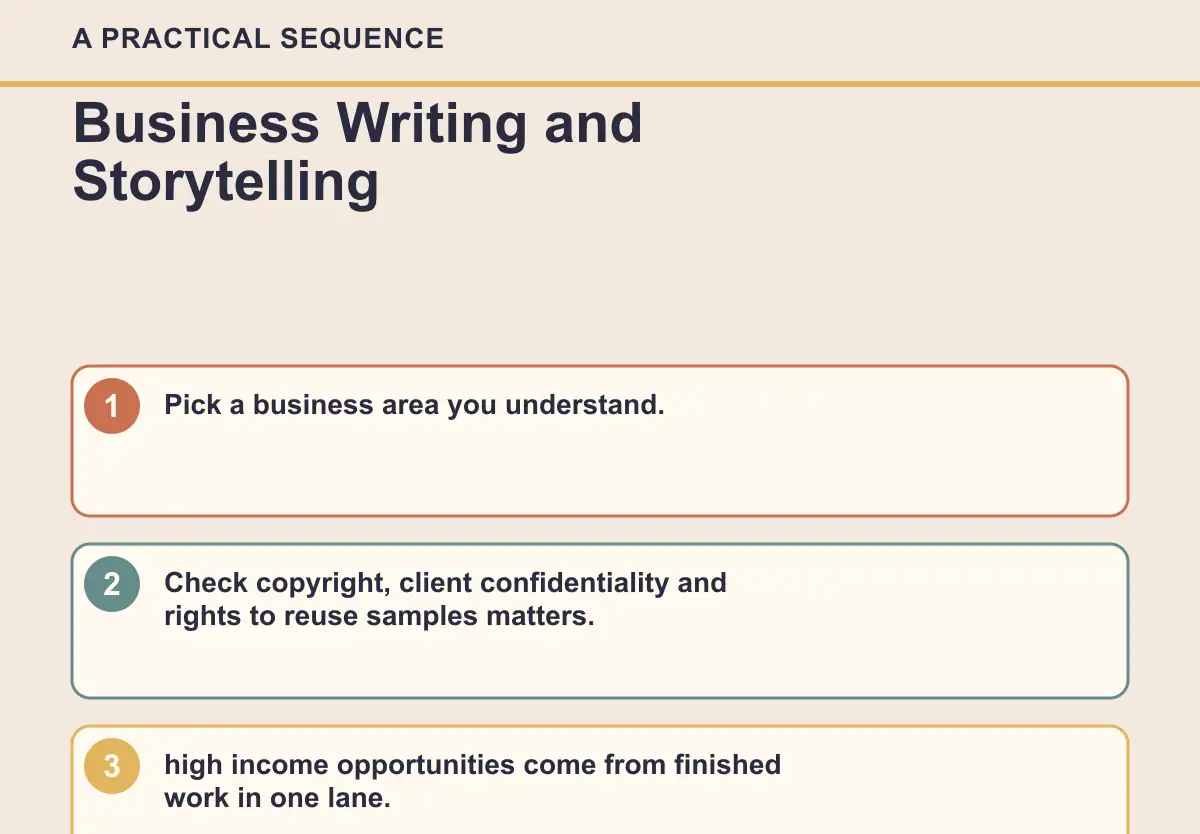 A PRACTICAL SEQUENCE
Business Writing and
Storytelling
1
Pick a business area you understand.
2
Check copyright, client confidentiality and
rights to reuse samples matters.
3
high income opportunities come from finished
work in one lane.